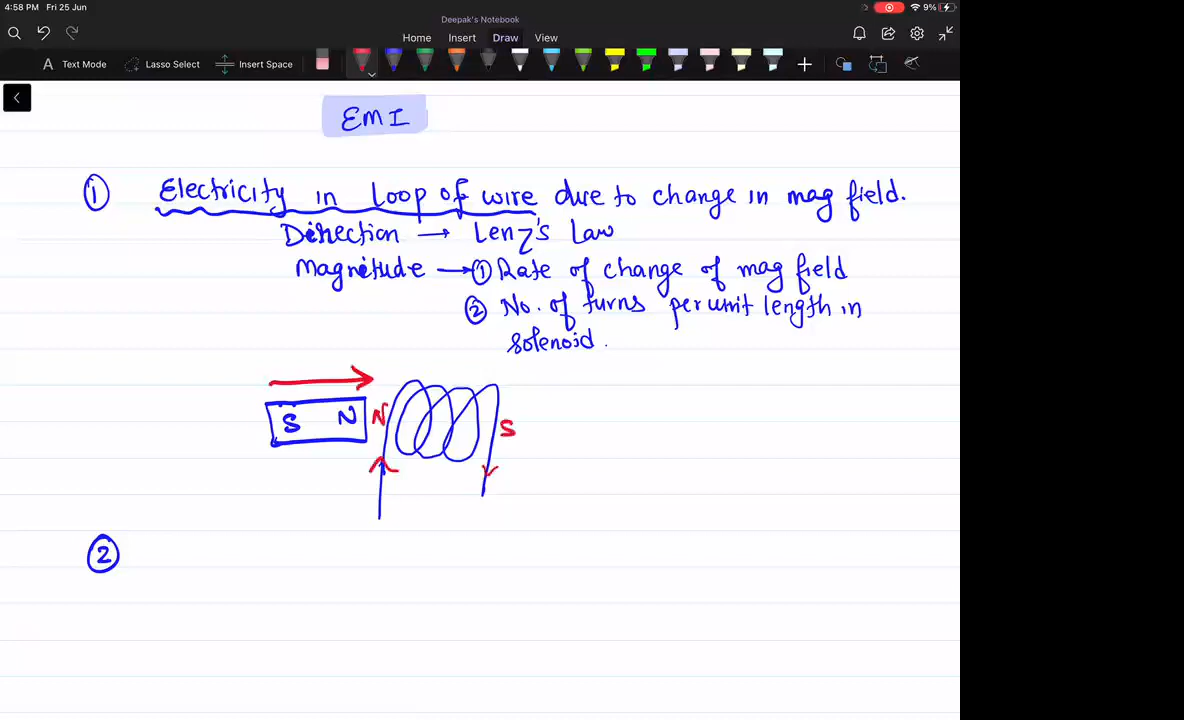 4:58 PM Fri 25 Jun
9%
Deepak's Notebook
Home Insert Draw View
Text Mode Lasso Select Insert Space
EMI
① Electricity in Loop of wire due to change in mag field.
Direction → Lenz's Law
Magnitude → ① Rate of change of mag field
② No. of turns per unit length in
solenoid.
S N N S
②